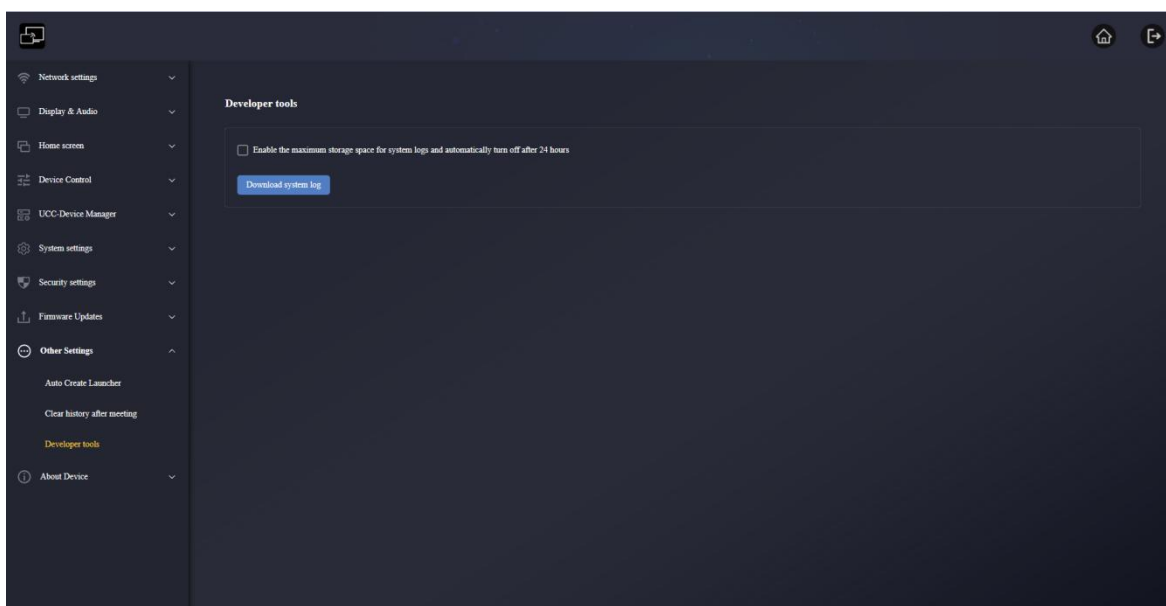 Network settings
Display & Audio
Home screen
Device Control
UCC-Device Manager
System settings
Security settings
Firmware Updates
Other Settings
Auto Create Launcher
Clear history after meeting
Developer tools
About Device
Developer tools
Enable the maximum storage space for system logs and automatically turn off after 24 hours
Download system log